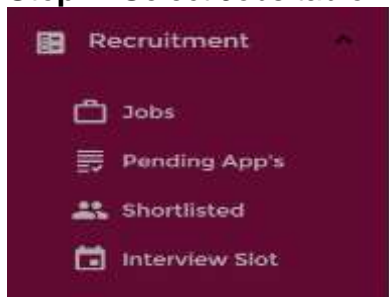 Recruitment
Jobs
Pending App's
Shortlisted
Interview Slot